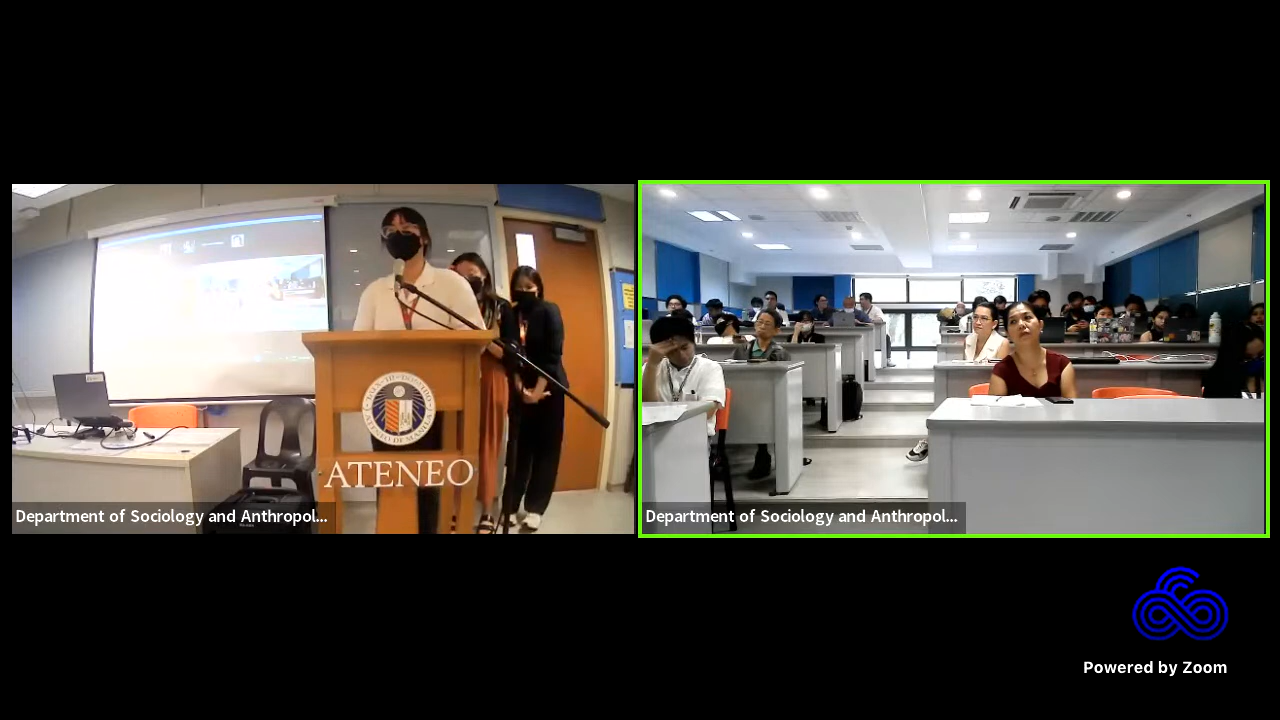 ATENEO
Department of Sociology and Anthropol...
Department of Sociology and Anthropol...
Powered by Zoom